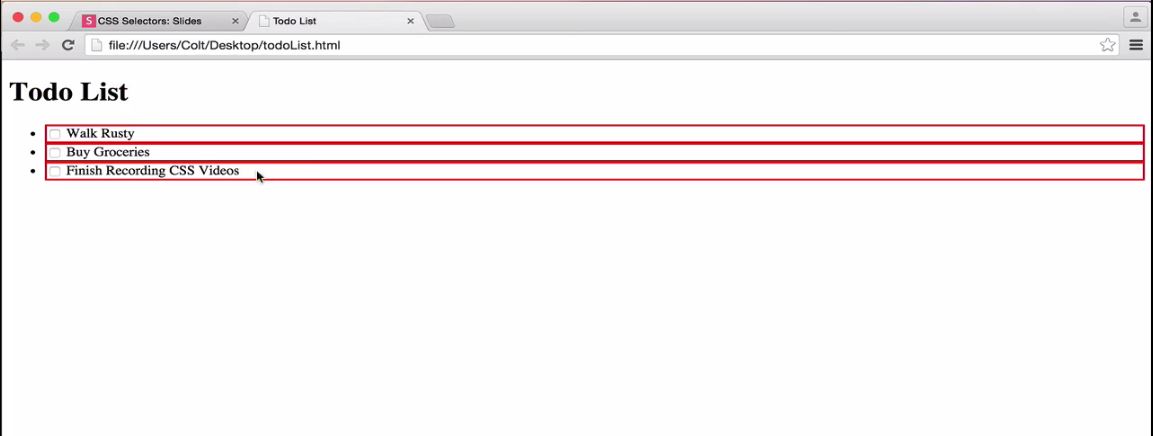 S CSS Selectors: Slides
Todo List
file:///Users/Colt/Desktop/todoList.html
Todo List
Walk Rusty
Buy Groceries
Finish Recording CSS Videos